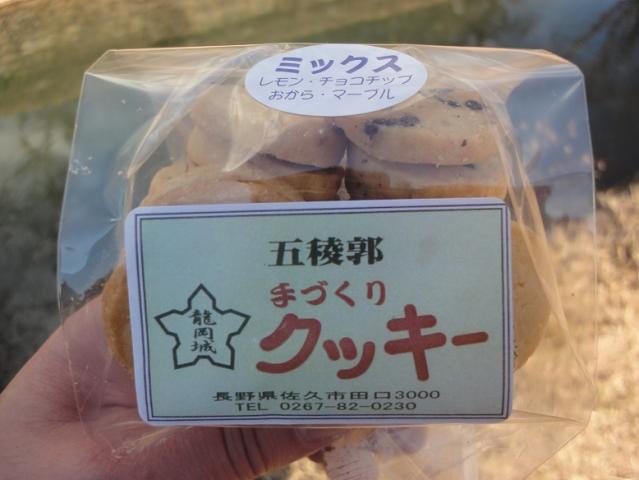 ミックス
レモン・チョコチップ
おから・マーブル
五稜郭
手づくり
クッキー
龍岡城
長野県佐久市田口3000
TEL 0267-82-0230